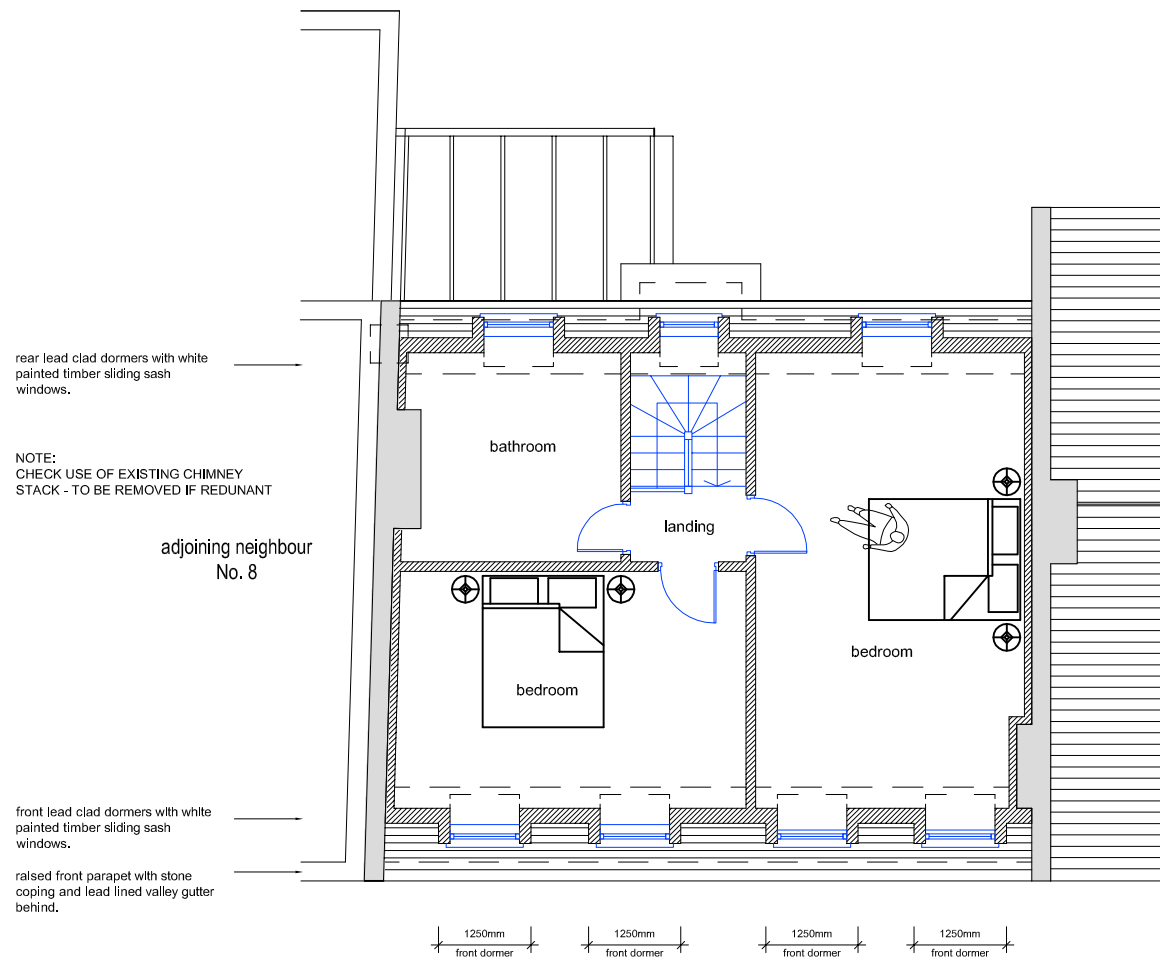 rear lead clad dormers with white
painted timber sliding sash
windows.
NOTE:
CHECK USE OF EXISTING CHIMNEY
STACK - TO BE REMOVED IF REDUNANT
adjoining neighbour
No. 8
bathroom
landing
bedroom
bedroom
front lead clad dormers with white
painted timber sliding sash
windows.
raised front parapet with stone
coping and lead lined valley gutter
behind.
1250mm
front dormer
1250mm
front dormer
1250mm
front dormer
1250mm
front dormer